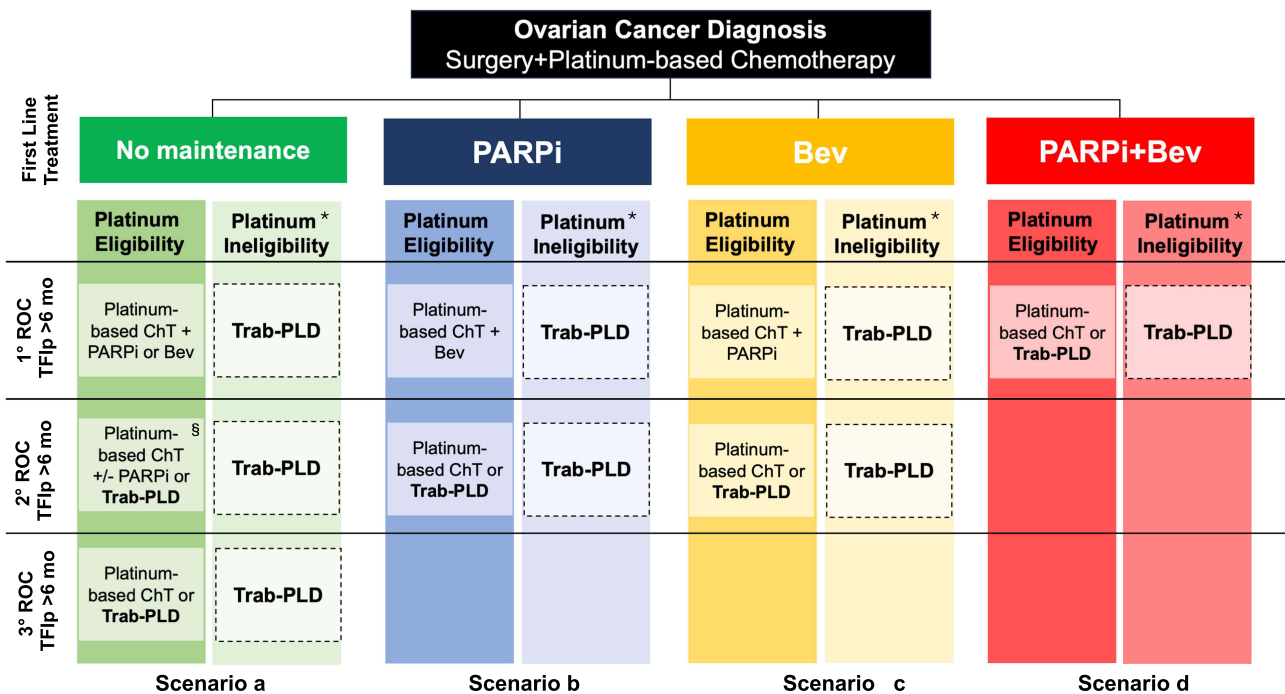 Ovarian Cancer Diagnosis
Surgery+Platinum-based Chemotherapy
First Line
Treatment
No maintenance
PARPi
Bev
PARPi+Bev
Platinum
Eligibility
Platinum *
Ineligibility
Platinum
Eligibility
Platinum *
Ineligibility
Platinum
Eligibility
Platinum *
Ineligibility
Platinum
Eligibility
Platinum *
Ineligibility
1° ROC
TFIp >6 mo
Platinum-
based ChT +
PARPi or Bev
Trab-PLD
Platinum-
based ChT +
Bev
Trab-PLD
Platinum-
based ChT +
PARPi
Trab-PLD
Platinum-
based ChT or
Trab-PLD
Trab-PLD
2° ROC
TFIp >6 mo
Platinum- §
based ChT
+/- PARPi or
Trab-PLD
Trab-PLD
Platinum-
based ChT or
Trab-PLD
Trab-PLD
Platinum-
based ChT or
Trab-PLD
Trab-PLD
3° ROC
TFIp >6 mo
Platinum-
based ChT or
Trab-PLD
Trab-PLD
Scenario a
Scenario b
Scenario c
Scenario d